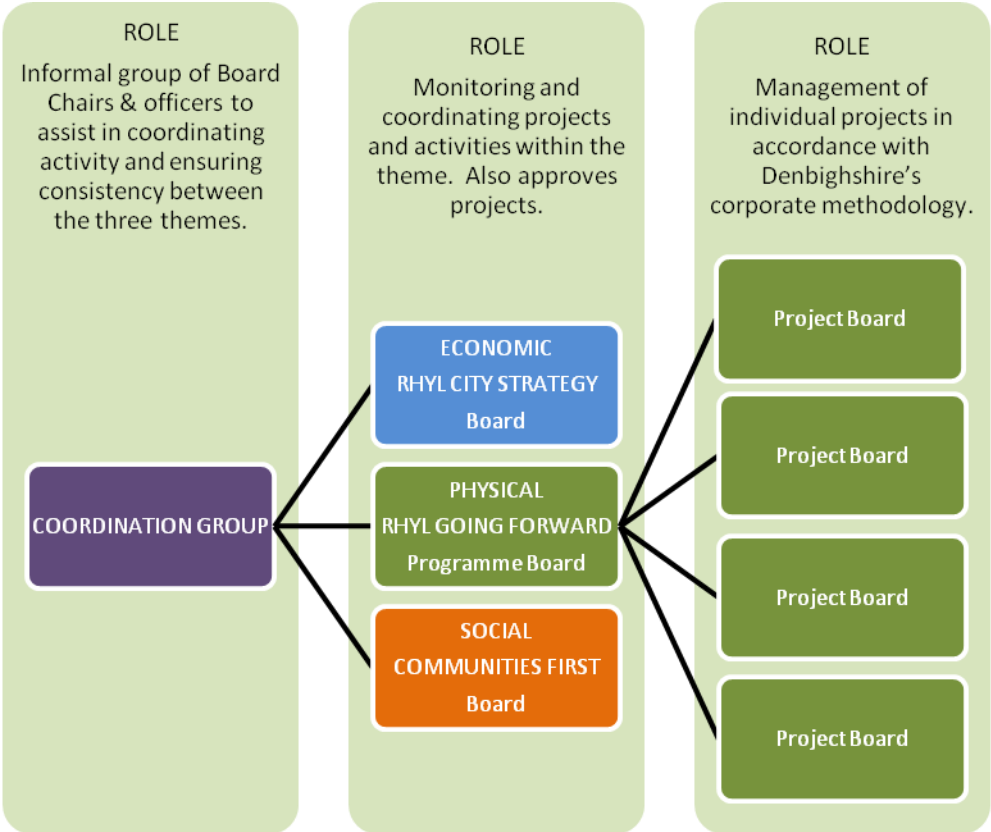 ROLE
Informal group of Board
Chairs & officers to
assist in coordinating
activity and ensuring
consistency between
the three themes.
COORDINATION GROUP
ROLE
Monitoring and
coordinating projects
and activities within the
theme.  Also approves
projects.
ECONOMIC
RHYL CITY STRATEGY
Board
PHYSICAL
RHYL GOING FORWARD
Programme Board
SOCIAL
COMMUNITIES FIRST
Board
ROLE
Management of
individual projects in
accordance with
Denbighshire’s
corporate methodology.
Project Board
Project Board
Project Board
Project Board